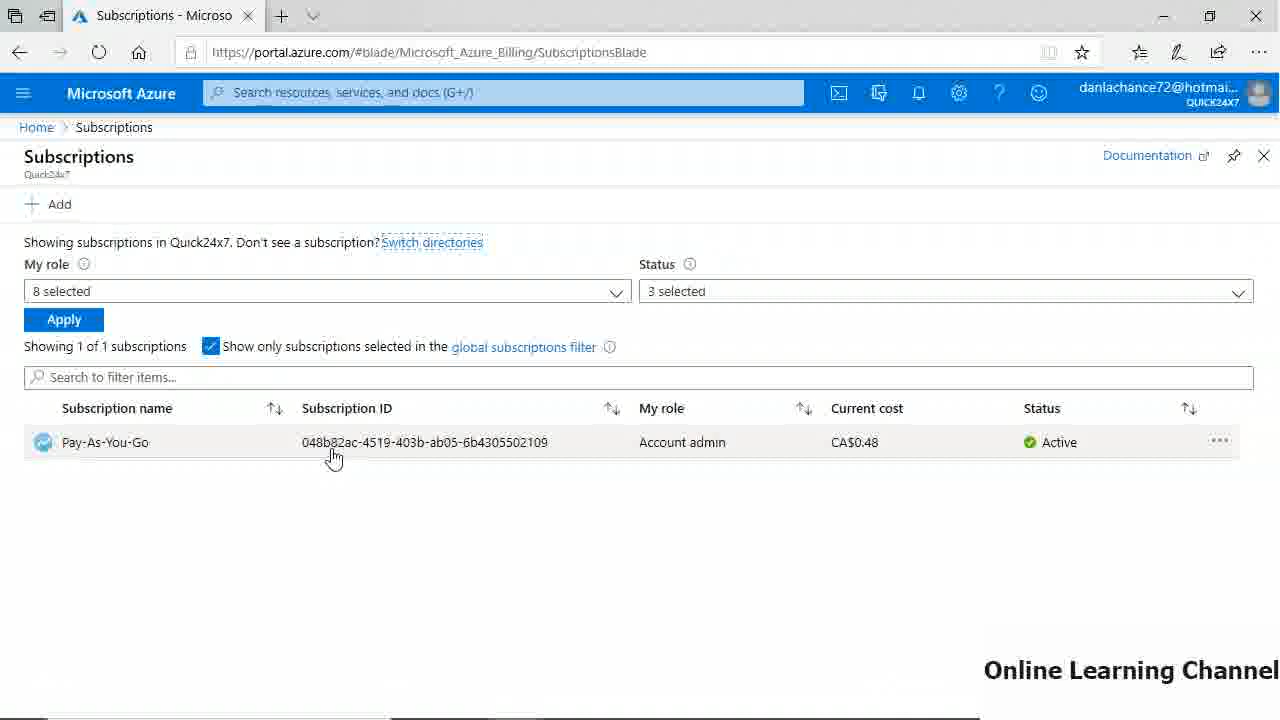 Subscriptions - Microso
https://portal.azure.com/#blade/Microsoft_Azure_Billing/SubscriptionsBlade
Microsoft Azure
Search resources, services, and docs (G+/)
danlachance72@hotmai...
QUICK24X7
Home > Subscriptions
Subscriptions
Quick24x7
Documentation
+ Add
Showing subscriptions in Quick24x7. Don't see a subscription? Switch directories
My role Status
8 selected 3 selected
Apply
Showing 1 of 1 subscriptions Show only subscriptions selected in the global subscriptions filter
Search to filter items...
Subscription name Subscription ID My role Current cost Status
Pay-As-You-Go 048b82ac-4519-403b-ab05-6b4305502109 Account admin CA$0.48 Active ...
Online Learning Channel